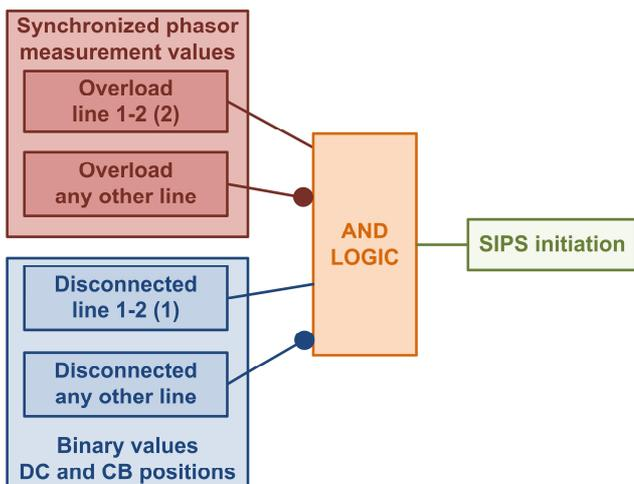 Synchronized phasor
measurement values
Overload
line 1-2 (2)
Overload
any other line
AND
LOGIC
SIPS initiation
Disconnected
line 1-2 (1)
Disconnected
any other line
Binary values
DC and CB positions